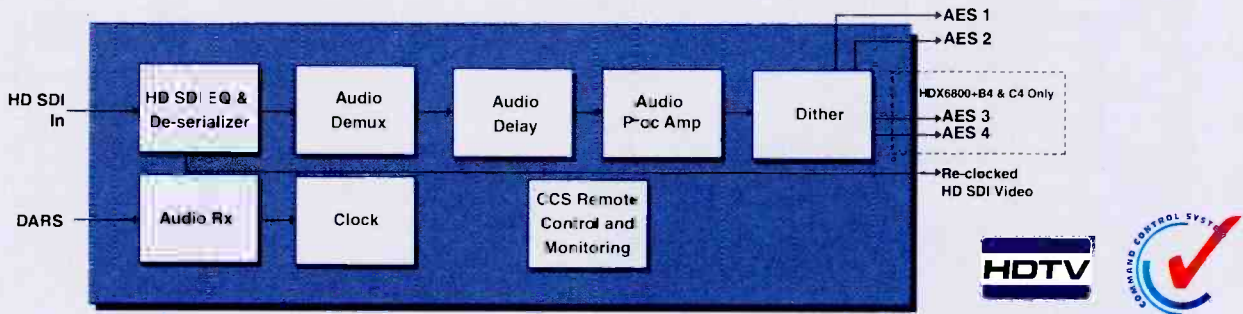 AES 1
AES 2
HD SDI
In
HD SDI EQ &
De-serializer
Audio
Demux
Audio
Delay
Audio
Proc Amp
Dither
HDX6800+B4 & C4 Only
AES 3
AES 4
Re-clocked
HD SDI Video
DARS
Audio Rx
Clock
CCS Remote
Control and
Monitoring
HDTV
COMMAND CONTROL SYSTEM